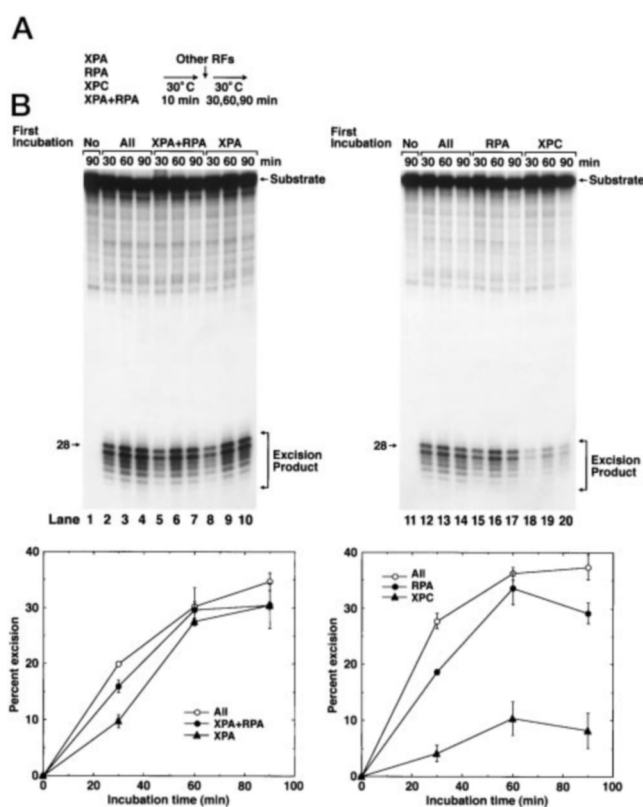 A
XPA Other RFs
RPA
XPC 30°C 30°C
XPA+RPA 10 min 30,60,90 min
B
First Incubation No All XPA+RPA XPA
90 30 60 90 30 60 90 30 60 90 min
←Substrate
28→
Excision Product
Lane 1 2 3 4 5 6 7 8 9 10
First Incubation No All RPA XPC
90 30 60 90 30 60 90 30 60 90 min
←Substrate
28→
Excision Product
11 12 13 14 15 16 17 18 19 20
Percent excision
40
30
20
10
0
All
XPA+RPA
XPA
0 20 40 60 80 100
Incubation time (min)
Percent excision
40
30
20
10
0
All
RPA
XPC
0 20 40 60 80 100
Incubation time (min)